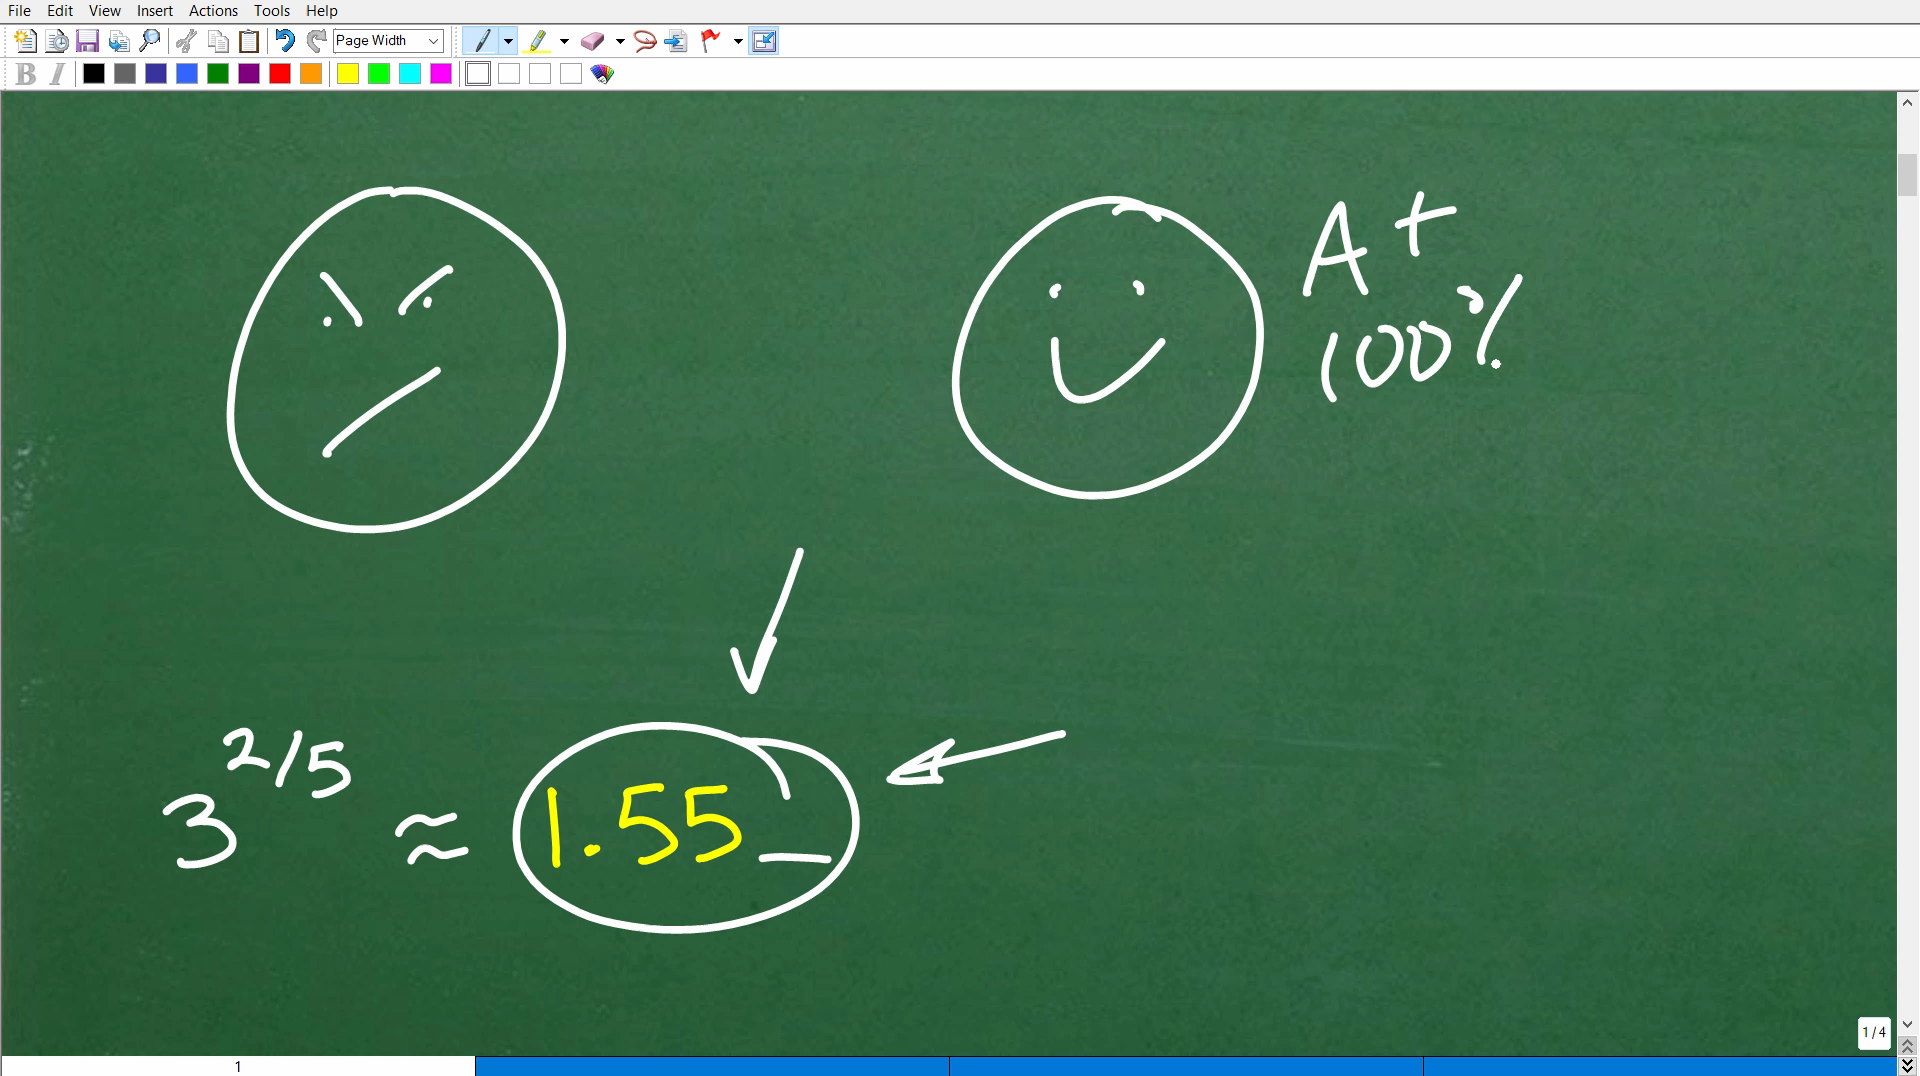 File Edit View Insert Actions Tools Help
Page Width
B I
A+
100%
3^2/5 ≈ 1.55_
1 / 4
1